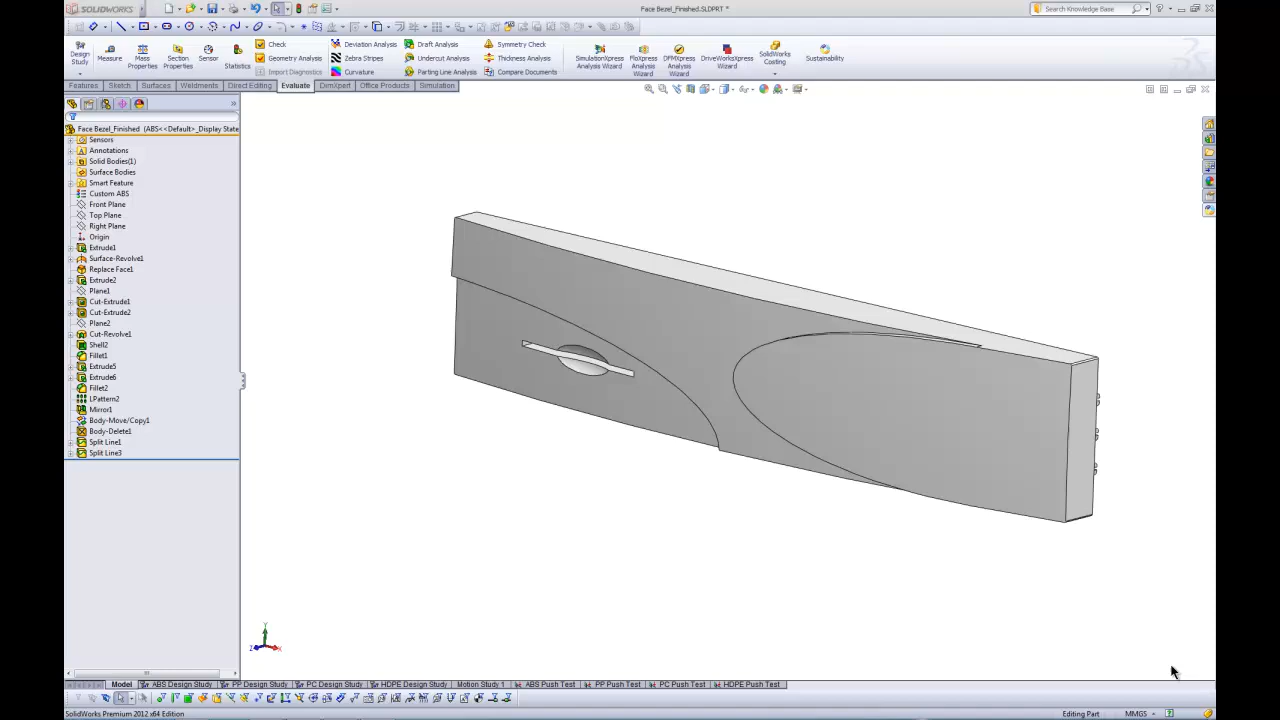 SOLIDWORKS
Face Bezel_Finished.SLDPRT *
Search Knowledge Base
Design Study
Measure
Mass Properties
Section Properties
Sensor
Statistics
Check
Geometry Analysis
Import Diagnostics
Deviation Analysis
Zebra Stripes
Curvature
Draft Analysis
Undercut Analysis
Parting Line Analysis
Symmetry Check
Thickness Analysis
Compare Documents
SimulationXpress Analysis Wizard
FloXpress Analysis Wizard
DFMXpress Analysis Wizard
DriveWorksXpress Wizard
SolidWorks Costing
Sustainability
Features Sketch Surfaces Weldments Direct Editing Evaluate DimXpert Office Products Simulation
Face Bezel_Finished (ABS<<Default>_Display State
Sensors
Annotations
Solid Bodies(1)
Surface Bodies
Smart Feature
Custom ABS
Front Plane
Top Plane
Right Plane
Origin
Extrude1
Surface-Revolve1
Replace Face1
Extrude2
Plane1
Cut-Extrude1
Cut-Extrude2
Plane2
Cut-Revolve1
Shell2
Fillet1
Extrude5
Extrude6
Fillet2
LPattern2
Mirror1
Body-Move/Copy1
Body-Delete1
Split Line1
Split Line3
Y
Z
X
Model ABS Design Study PP Design Study PC Design Study HDPE Design Study Motion Study 1 ABS Push Test PP Push Test PC Push Test HDPE Push Test
SolidWorks Premium 2012 x64 Edition
Editing Part
MMGS